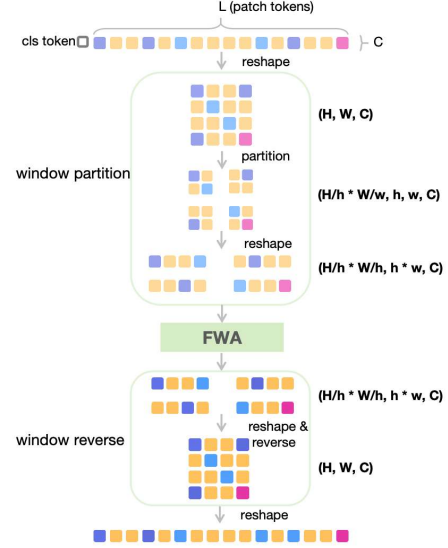 L (patch tokens)
cls token
C
reshape
(H, W, C)
partition
window partition
(H/h * W/w, h, w, C)
reshape
(H/h * W/h, h * w, C)
FWA
(H/h * W/h, h * w, C)
reshape &
reverse
window reverse
(H, W, C)
reshape